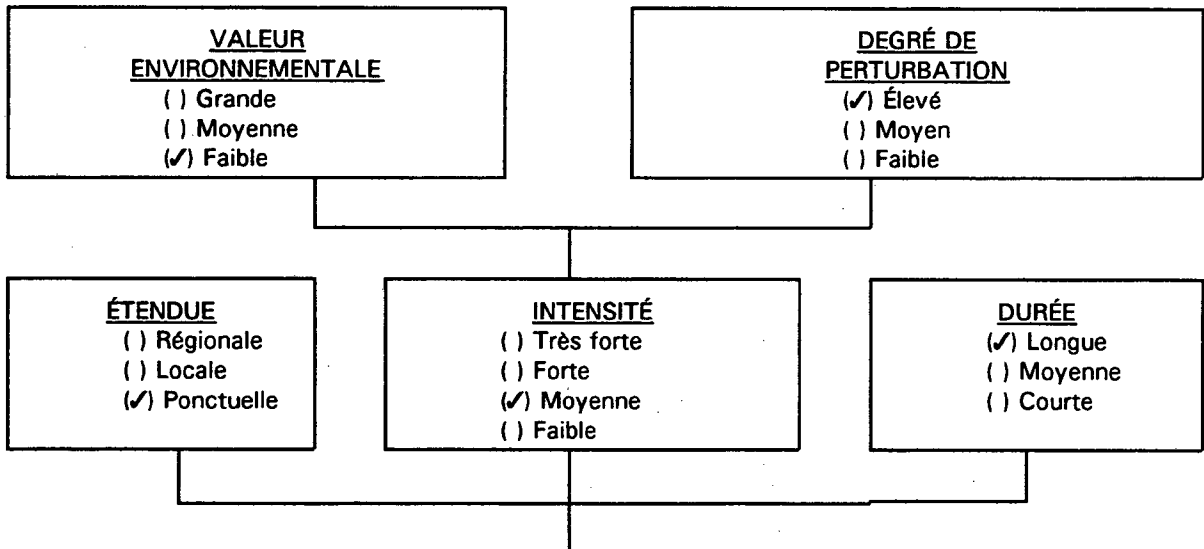 VALEUR
ENVIRONNEMENTALE
( ) Grande
( ) Moyenne
(✓) Faible
DEGRÉ DE
PERTURBATION
(✓) Élevé
( ) Moyen
( ) Faible
ÉTENDUE
( ) Régionale
( ) Locale
(✓) Ponctuelle
INTENSITÉ
( ) Très forte
( ) Forte
(✓) Moyenne
( ) Faible
DURÉE
(✓) Longue
( ) Moyenne
( ) Courte